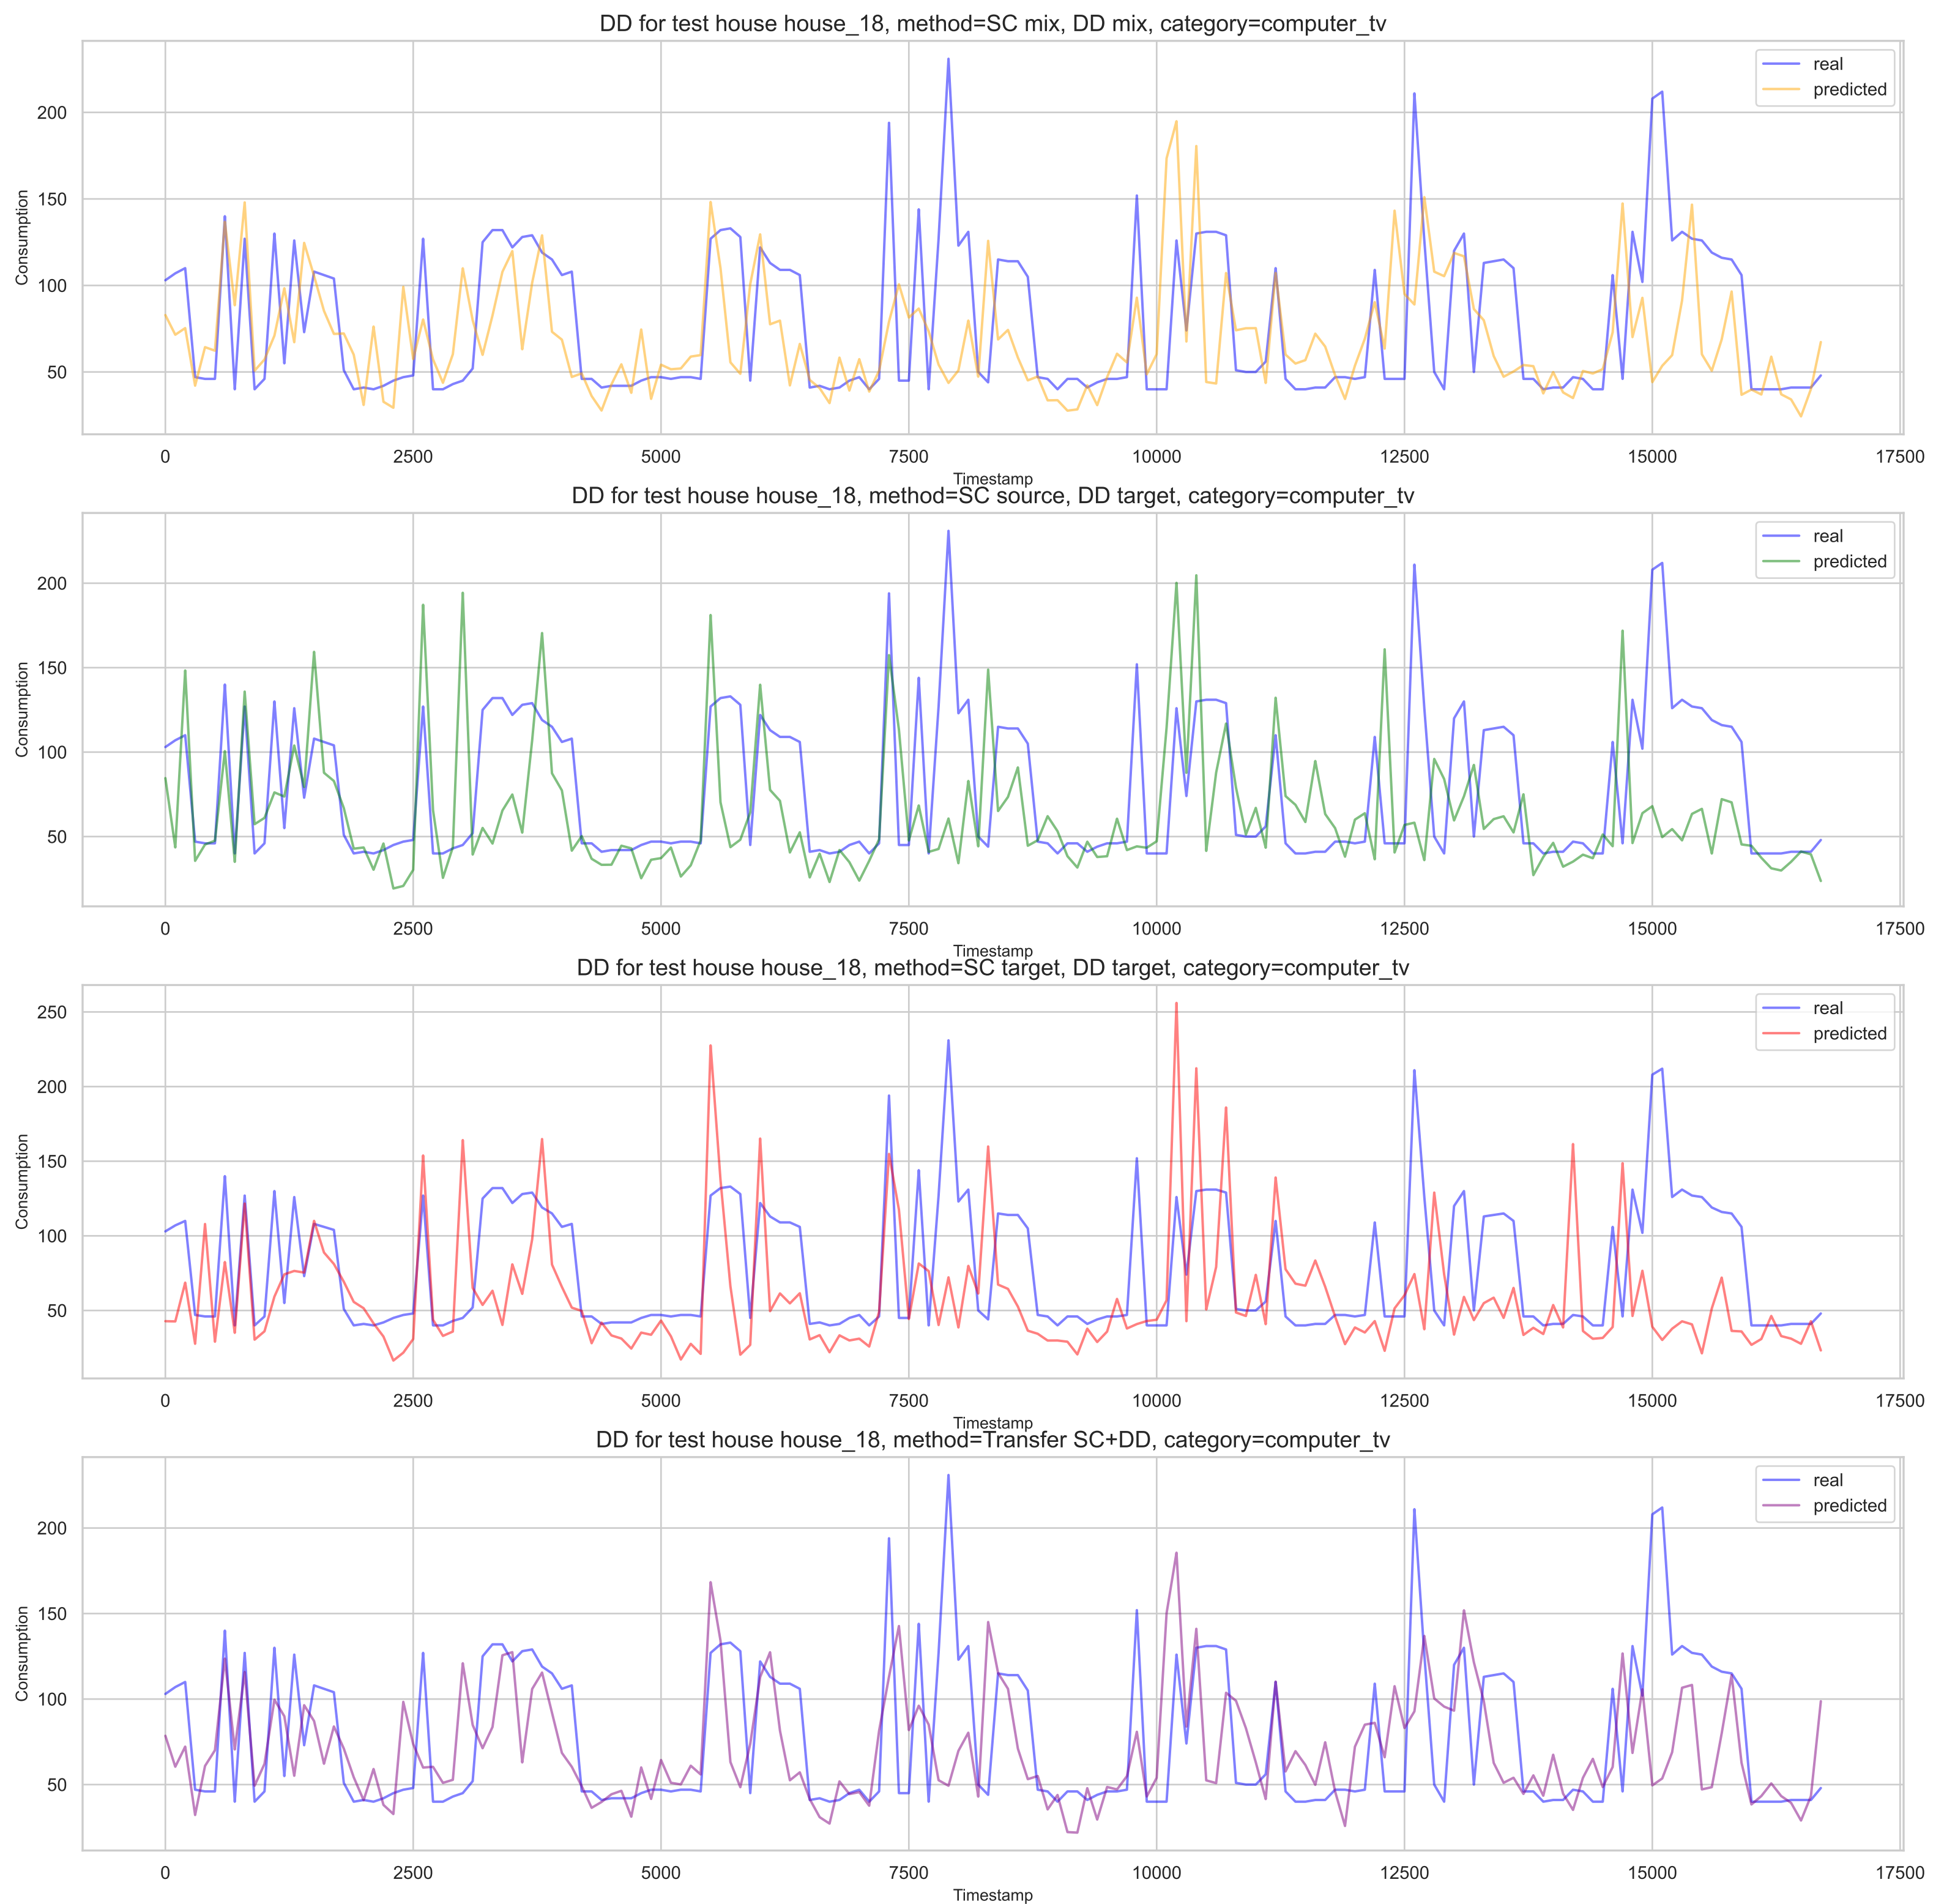 DD for test house house_18, method=SC mix, DD mix, category=computer_tv
real
predicted
200
150
100
50
Consumption
0 2500 5000 7500 10000 12500 15000 17500
Timestamp
DD for test house house_18, method=SC source, DD target, category=computer_tv
real
predicted
200
150
100
50
Consumption
0 2500 5000 7500 10000 12500 15000 17500
Timestamp
DD for test house house_18, method=SC target, DD target, category=computer_tv
real
predicted
250
200
150
100
50
Consumption
0 2500 5000 7500 10000 12500 15000 17500
Timestamp
DD for test house house_18, method=Transfer SC+DD, category=computer_tv
real
predicted
200
150
100
50
Consumption
0 2500 5000 7500 10000 12500 15000 17500
Timestamp